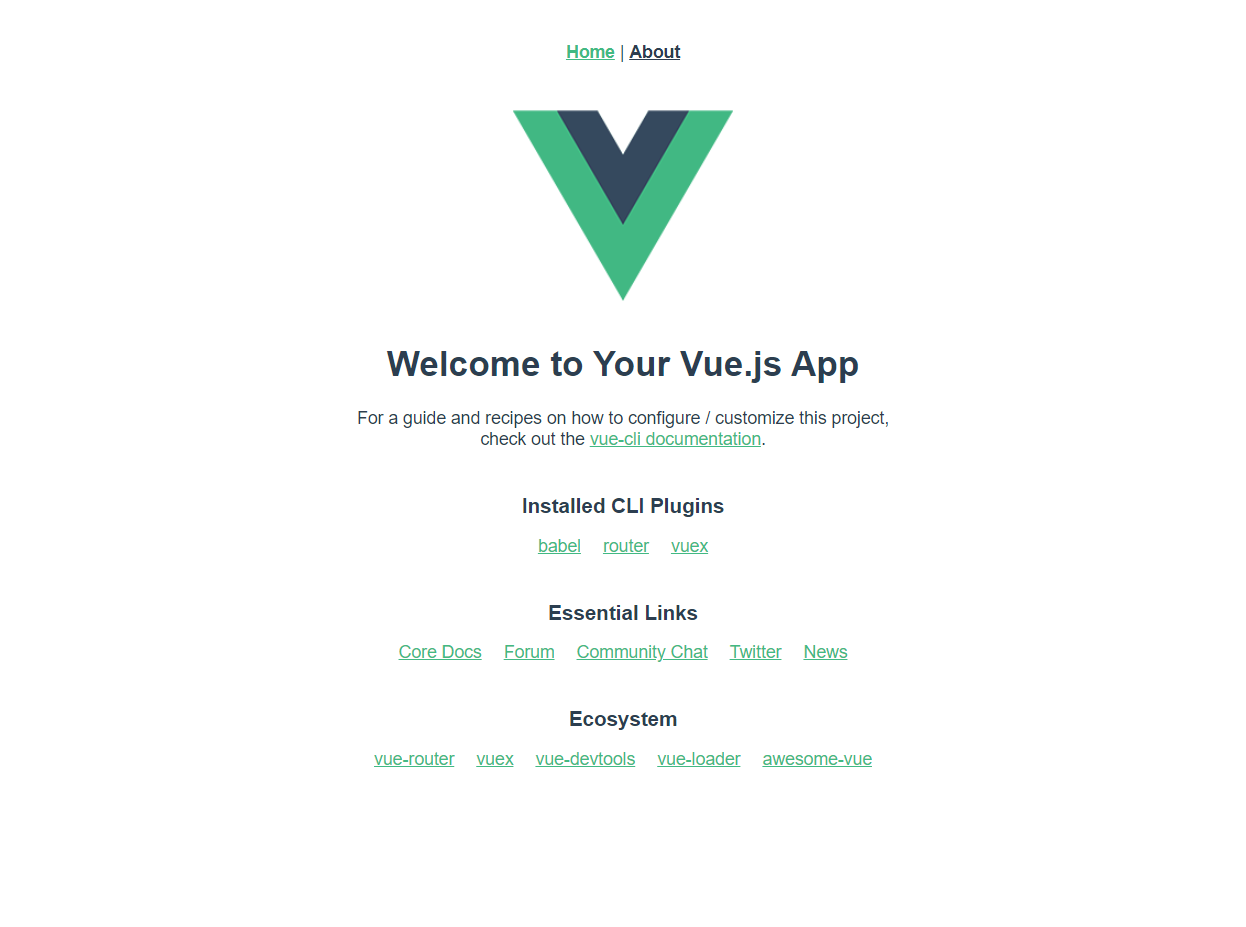 Home | About
Welcome to Your Vue.js App
For a guide and recipes on how to configure / customize this project,
check out the vue-cli documentation.
Installed CLI Plugins
babel router vuex
Essential Links
Core Docs Forum Community Chat Twitter News
Ecosystem
vue-router vuex vue-devtools vue-loader awesome-vue